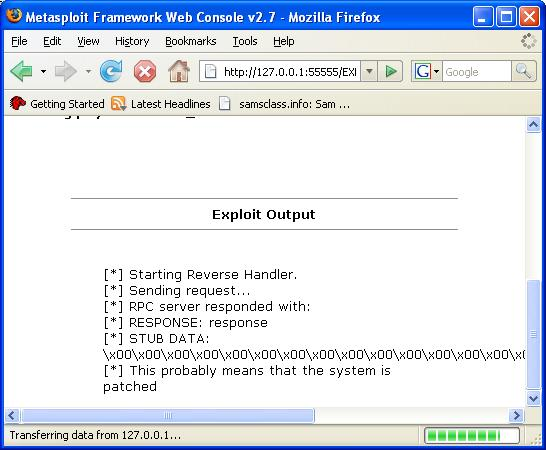 Metasploit Framework Web Console v2.7 - Mozilla Firefox
File Edit View History Bookmarks Tools Help
http://127.0.0.1:55555/EXI
G Google
Getting Started Latest Headlines samsclass.info: Sam ...
Exploit Output
[*] Starting Reverse Handler.
[*] Sending request...
[*] RPC server responded with:
[*] RESPONSE: response
[*] STUB DATA:
\x00\x00\x00\x00\x00\x00\x00\x00\x00\x00\x00\x00\x00\x00\x0
[*] This probably means that the system is
patched
Transferring data from 127.0.0.1...